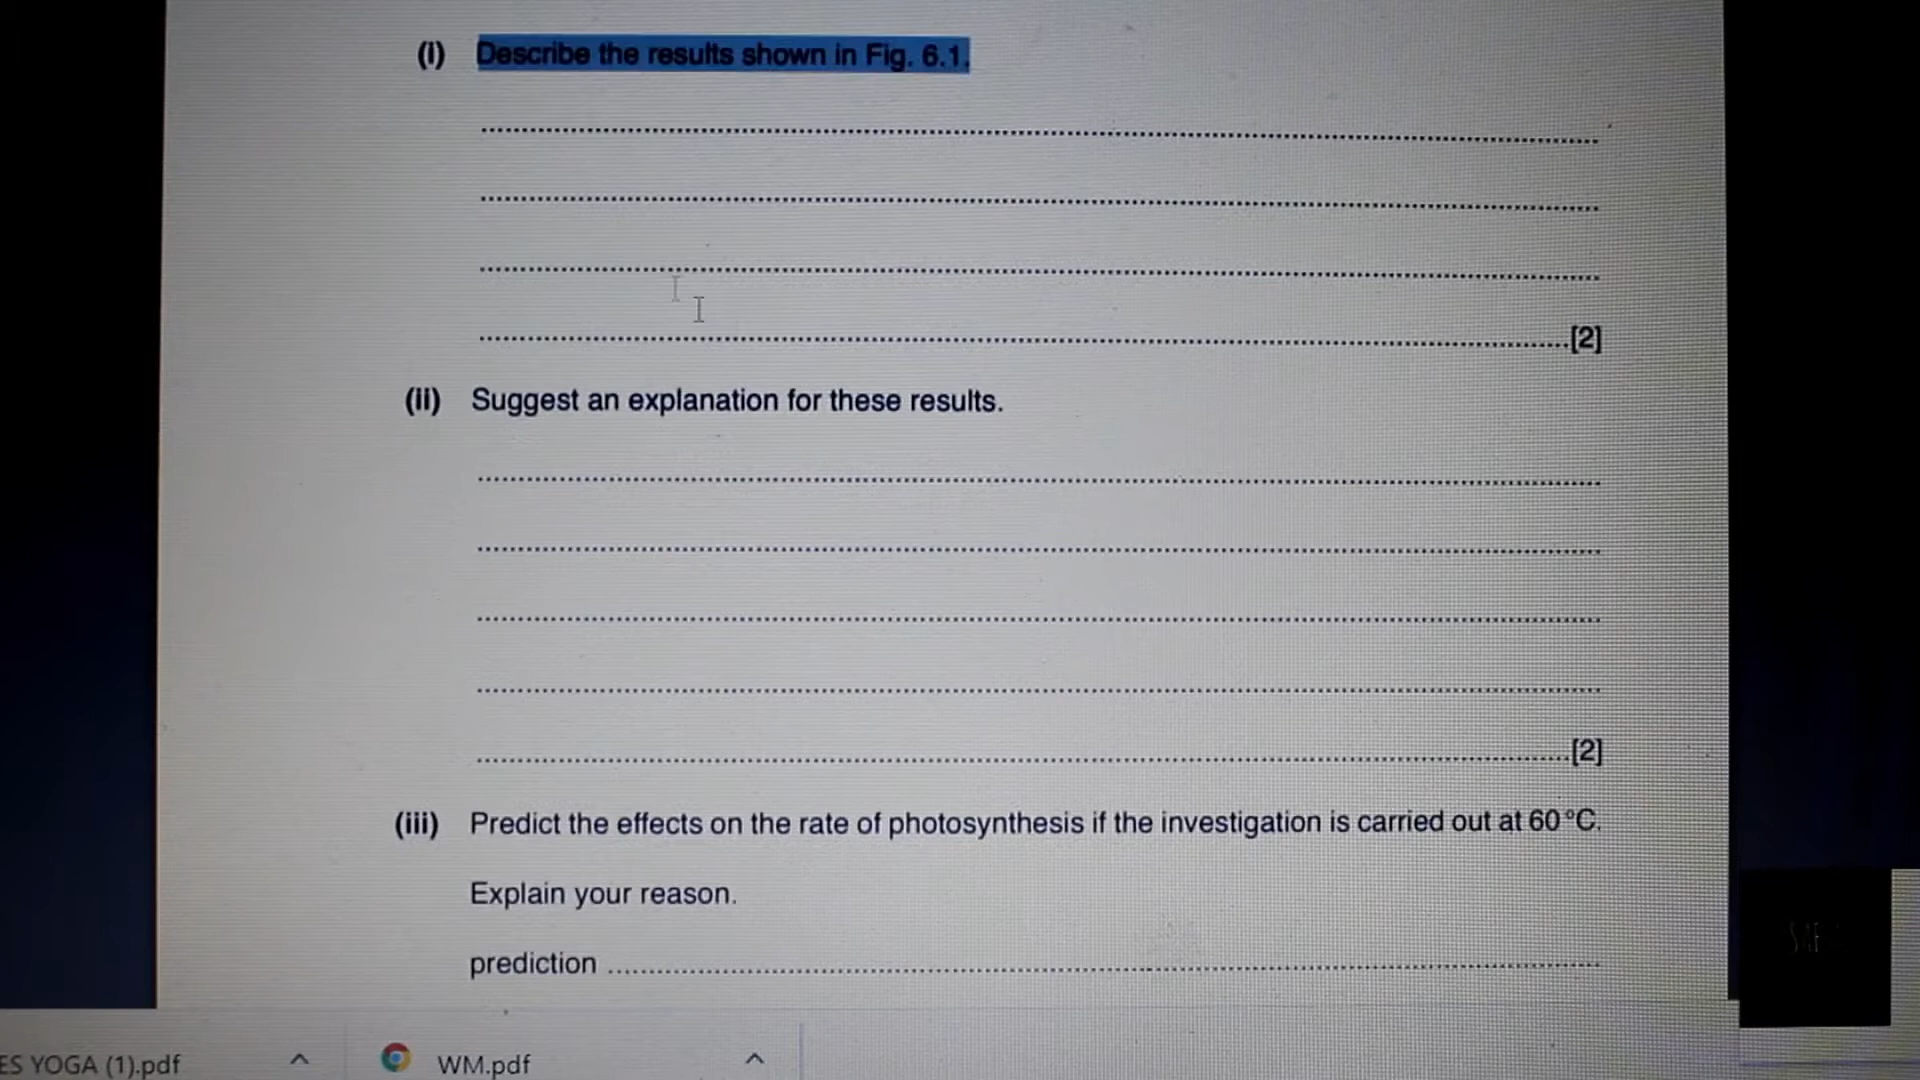 (i) Describe the results shown in Fig. 6.1.
[2]
(ii) Suggest an explanation for these results.
[2]
(iii) Predict the effects on the rate of photosynthesis if the investigation is carried out at 60 °C.
Explain your reason.
prediction
ES YOGA (1).pdf
WM.pdf